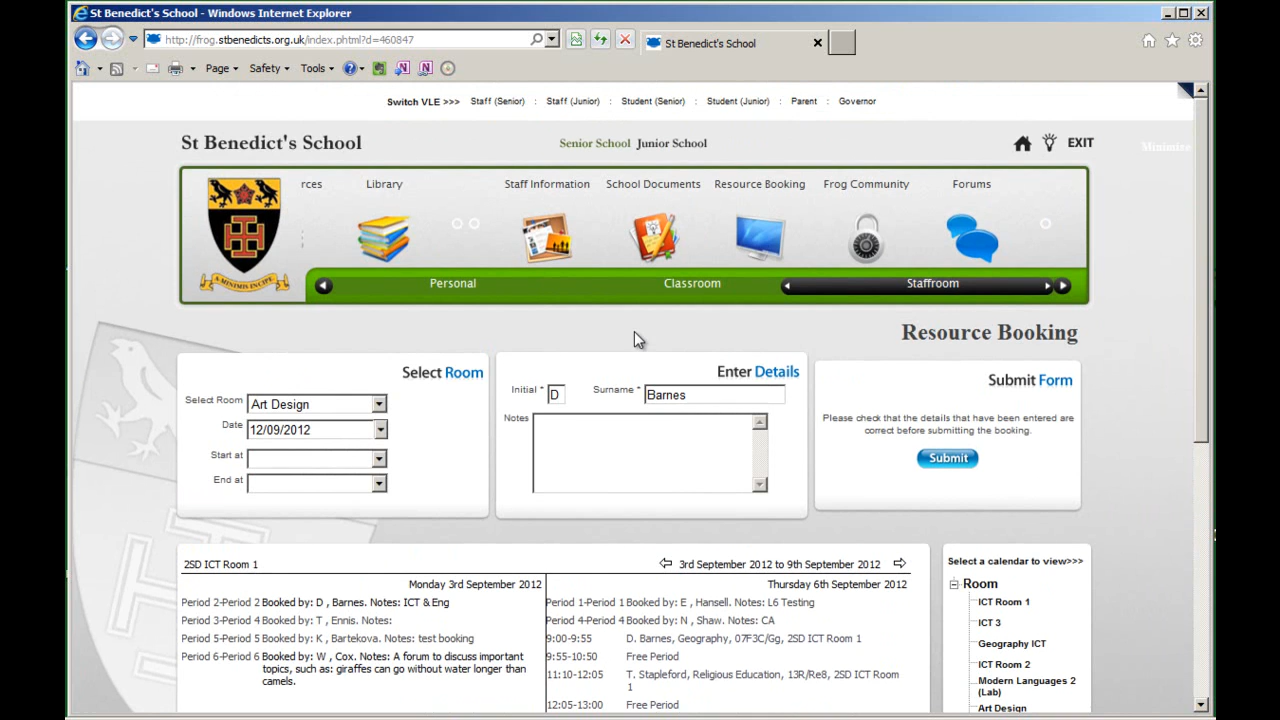 St Benedict's School - Windows Internet Explorer
http://frog.stbenedicts.org.uk/index.phtml?d=460847
St Benedict's School
Page Safety Tools
Switch VLE >>> Staff (Senior) : Staff (Junior) : Student (Senior) : Student (Junior) : Parent : Governor
St Benedict's School
Senior School Junior School
EXIT
Minimise
rces Library Staff Information School Documents Resource Booking Frog Community Forums
A MINIMIS INCIPE
Personal Classroom Staffroom
Resource Booking
Select Room
Select Room Art Design
Date 12/09/2012
Start at
End at
Enter Details
Initial * D Surname * Barnes
Notes
Submit Form
Please check that the details that have been entered are
correct before submitting the booking.
Submit
2SD ICT Room 1
3rd September 2012 to 9th September 2012
Monday 3rd September 2012
Period 2-Period 2 Booked by: D , Barnes. Notes: ICT & Eng
Period 3-Period 4 Booked by: T , Ennis. Notes:
Period 5-Period 5 Booked by: K , Bartekova. Notes: test booking
Period 6-Period 6 Booked by: W , Cox. Notes: A forum to discuss important
topics, such as: giraffes can go without water longer than
camels.
Thursday 6th September 2012
Period 1-Period 1 Booked by: E , Hansell. Notes: L6 Testing
Period 4-Period 4 Booked by: N , Shaw. Notes: CA
9:00-9:55 D. Barnes, Geography, 07F3C/Gg, 2SD ICT Room 1
9:55-10:50 Free Period
11:10-12:05 T. Stapleford, Religious Education, 13R/Re8, 2SD ICT Room
1
12:05-13:00 Free Period
Select a calendar to view>>>
Room
ICT Room 1
ICT 3
Geography ICT
ICT Room 2
Modern Languages 2
(Lab)
Art Design